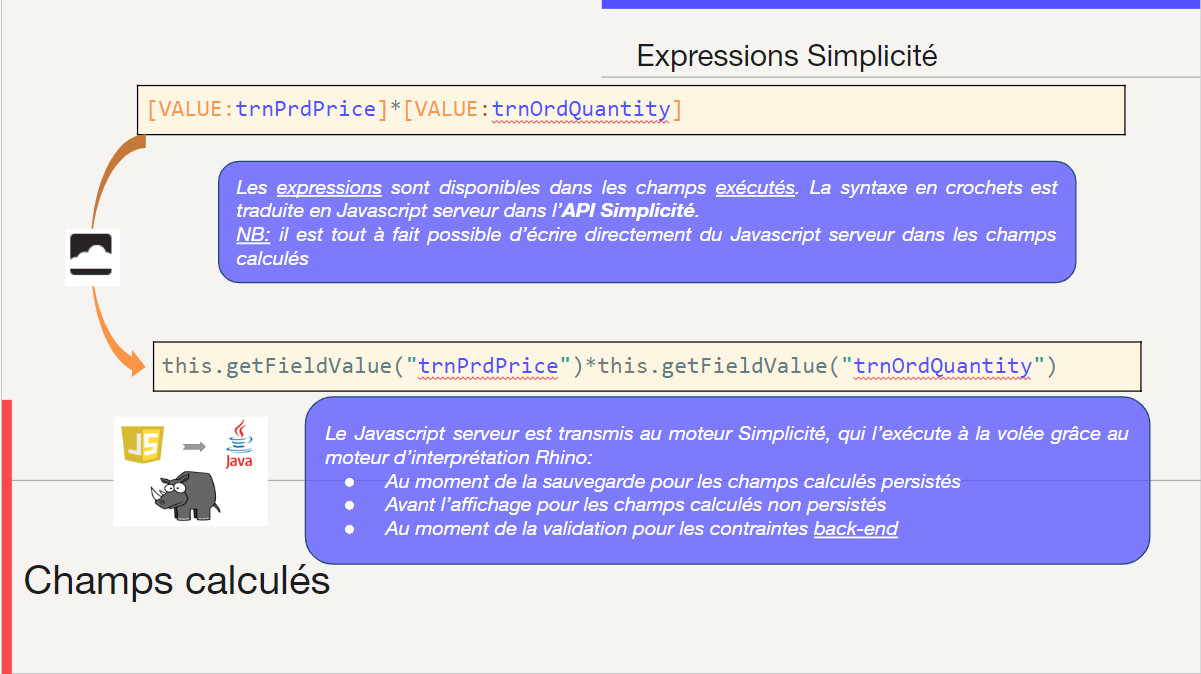 Expressions Simplicité
[VALUE:trnPrdPrice]*[VALUE:trnOrdQuantity]
Les expressions sont disponibles dans les champs exécutés. La syntaxe en crochets est
traduite en Javascript serveur dans l’API Simplicité.
NB: il est tout à fait possible d’écrire directement du Javascript serveur dans les champs
calculés
this.getFieldValue("trnPrdPrice")*this.getFieldValue("trnOrdQuantity")
JS
Java
Le Javascript serveur est transmis au moteur Simplicité, qui l’exécute à la volée grâce au
moteur d’interprétation Rhino:
● Au moment de la sauvegarde pour les champs calculés persistés
● Avant l’affichage pour les champs calculés non persistés
● Au moment de la validation pour les contraintes back-end
Champs calculés